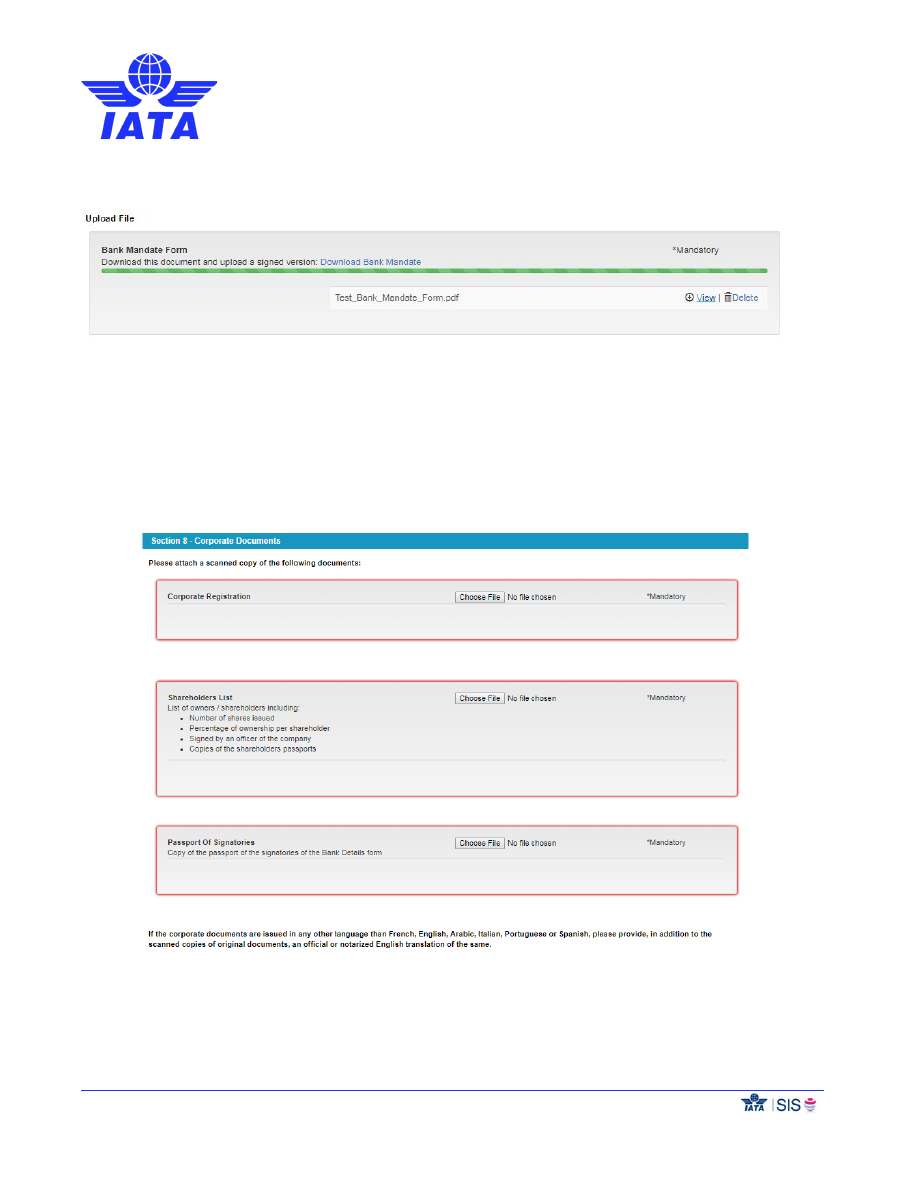 IATA
Upload File
Bank Mandate Form *Mandatory
Download this document and upload a signed version: Download Bank Mandate
Test_Bank_Mandate_Form.pdf View | Delete
Section 8 - Corporate Documents
Please attach a scanned copy of the following documents:
Corporate Registration Choose File No file chosen *Mandatory
Shareholders List Choose File No file chosen *Mandatory
List of owners / shareholders including:
• Number of shares issued
• Percentage of ownership per shareholder
• Signed by an officer of the company
• Copies of the shareholders passports
Passport Of Signatories Choose File No file chosen *Mandatory
Copy of the passport of the signatories of the Bank Details form
If the corporate documents are issued in any other language than French, English, Arabic, Italian, Portuguese or Spanish, please provide, in addition to the
scanned copies of original documents, an official or notarized English translation of the same.
IATA | SIS